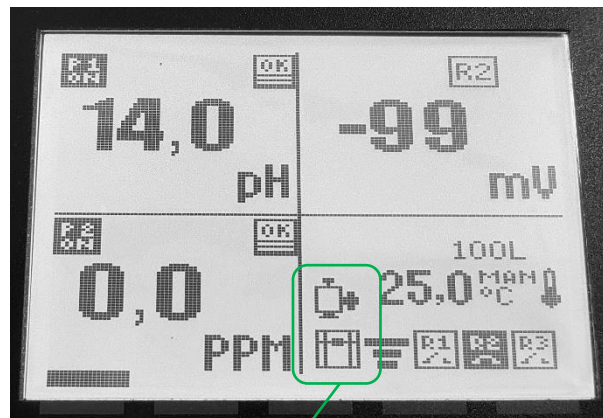 P1 ON OK
14,0
pH
R2
-99
mV
P2 ON OK
0,0
PPM
100L
25,0 MAN °C
R1 R2 R3